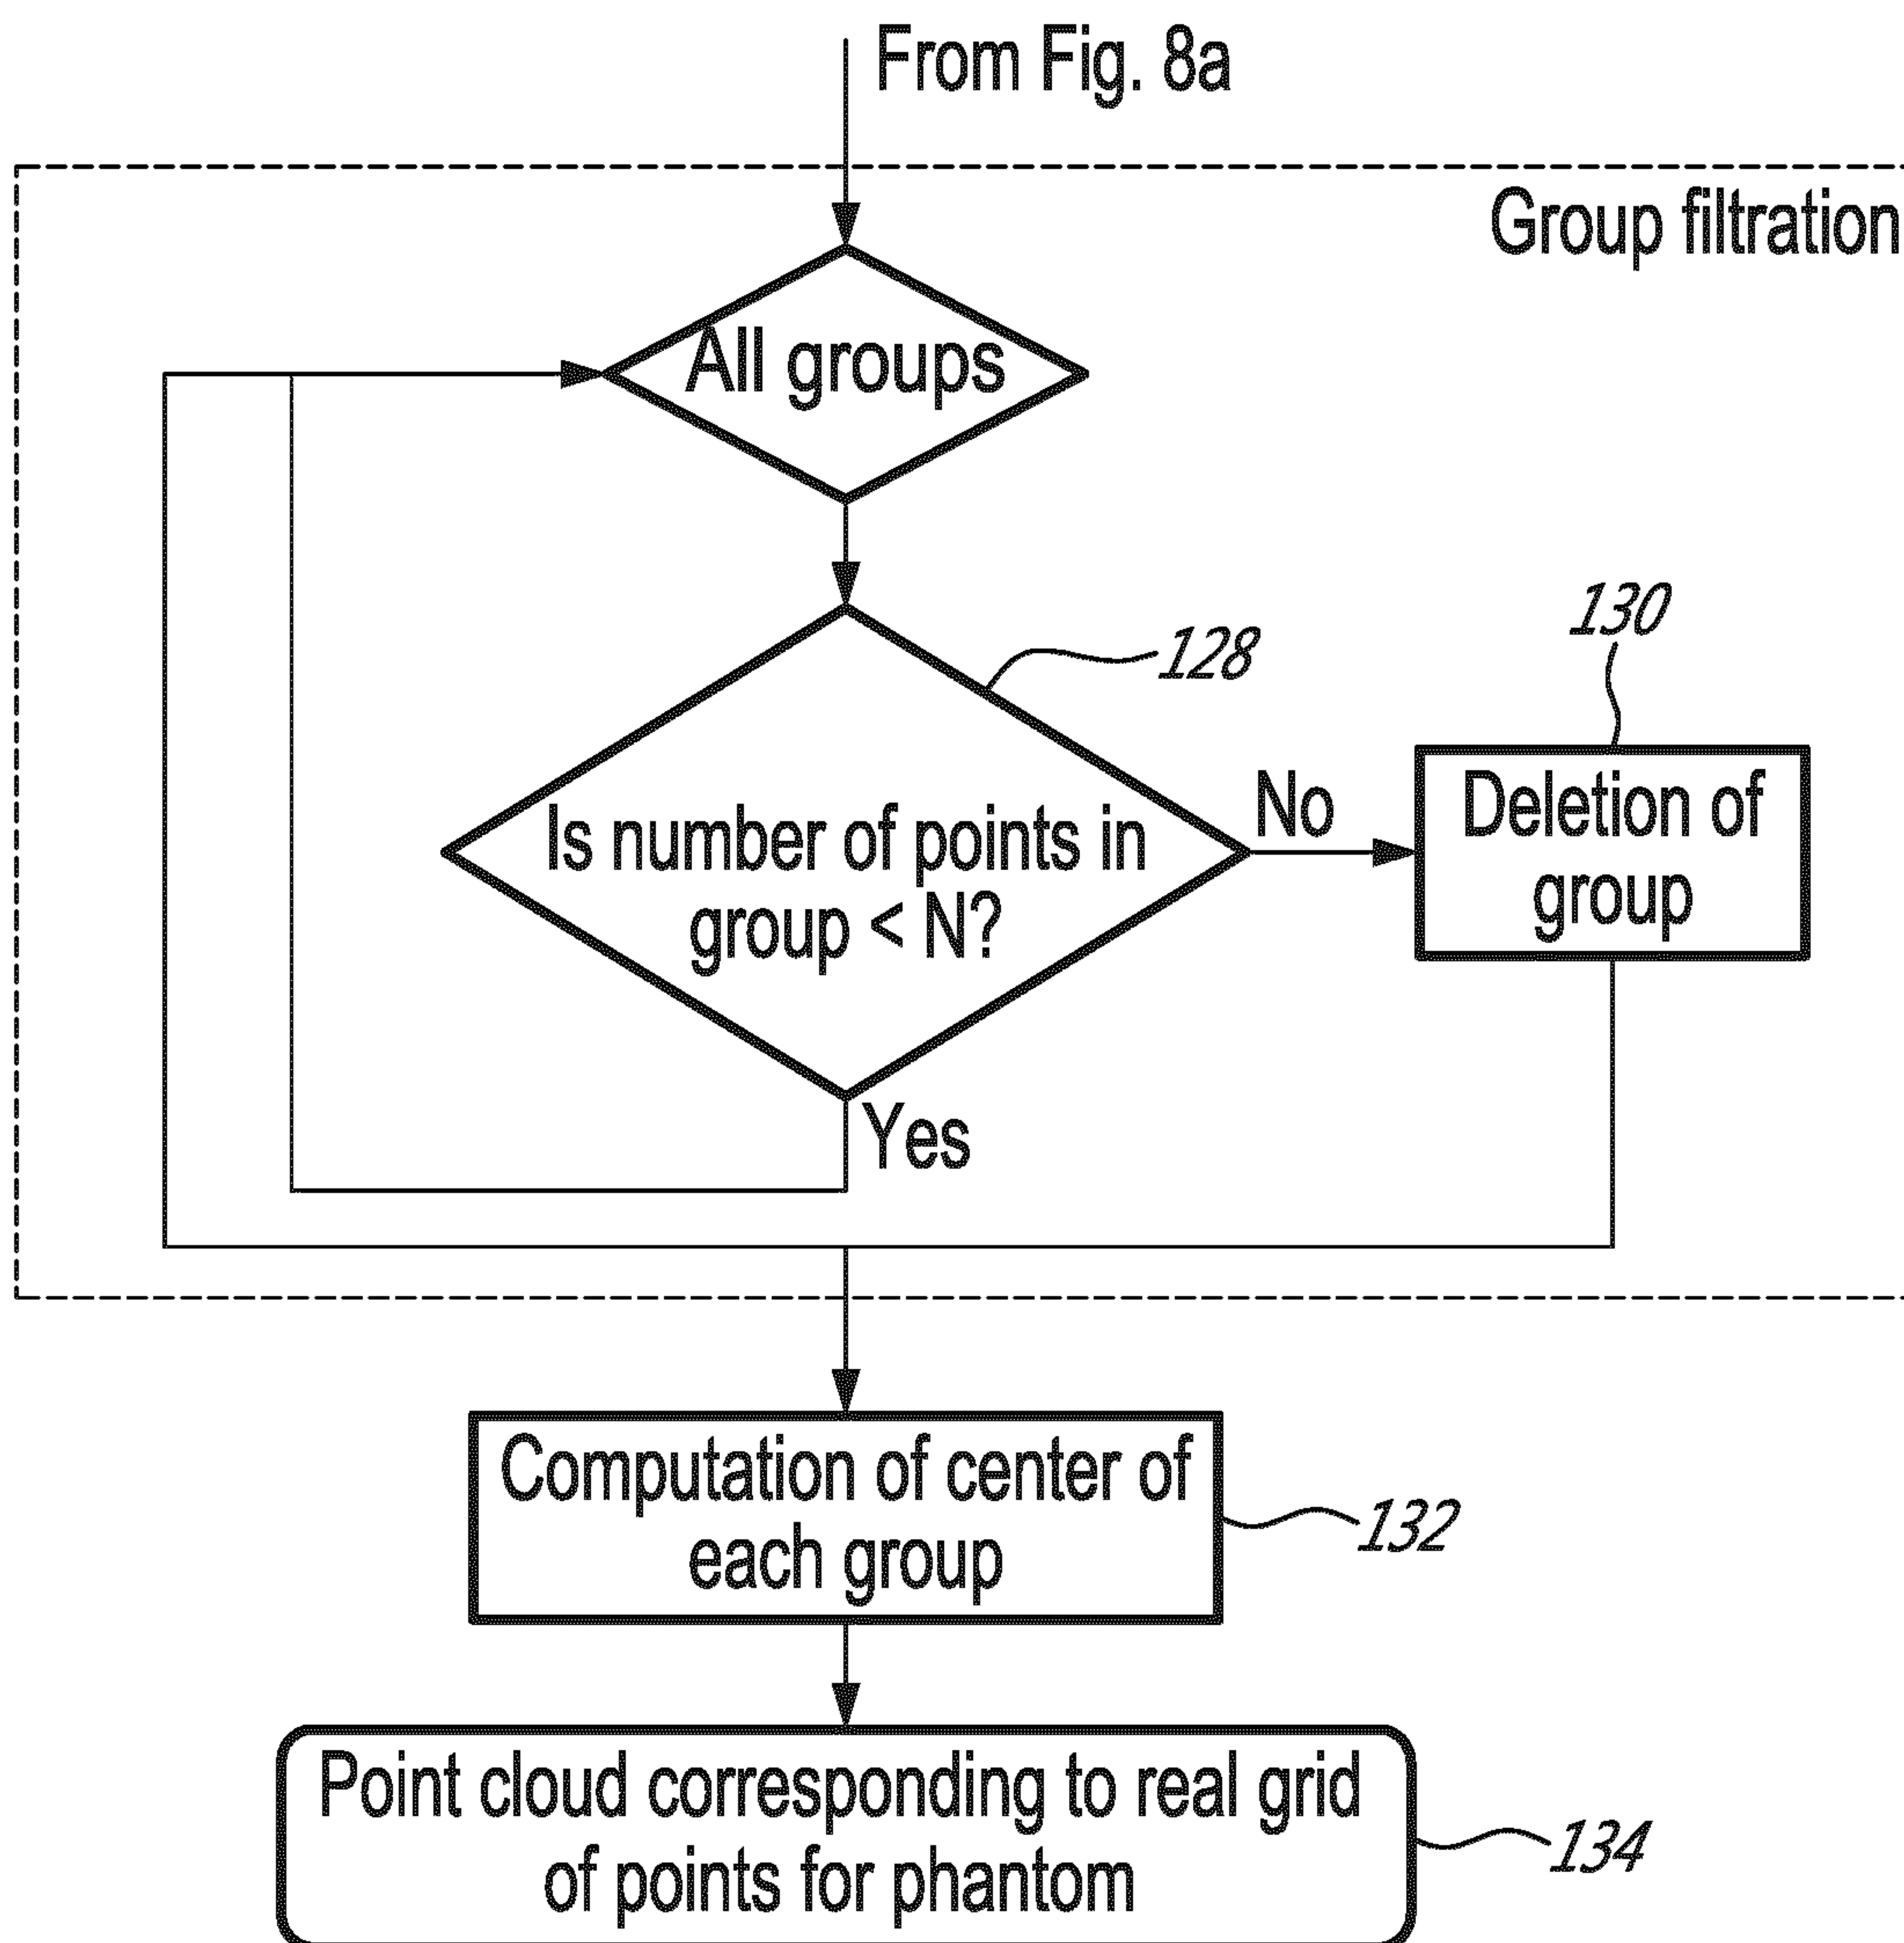 From Fig. 8a
Group filtration
All groups
128
130
Is number of points in
group < N?
No
Deletion of
group
Yes
Computation of center of
each group
132
Point cloud corresponding to real grid
of points for phantom
134